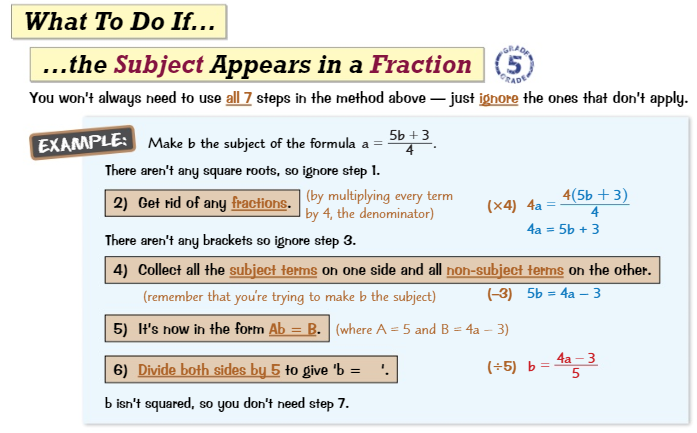 What To Do If...
...the Subject Appears in a Fraction
GRADE 5 GRADE
You won't always need to use all 7 steps in the method above — just ignore the ones that don't apply.
EXAMPLE:
Make b the subject of the formula a = (5b + 3)/4.
There aren't any square roots, so ignore step 1.
2) Get rid of any fractions. (by multiplying every term by 4, the denominator) (×4) 4a = 4(5b + 3)/4
4a = 5b + 3
There aren't any brackets so ignore step 3.
4) Collect all the subject terms on one side and all non-subject terms on the other.
(remember that you're trying to make b the subject) (–3) 5b = 4a – 3
5) It's now in the form Ab = B. (where A = 5 and B = 4a – 3)
6) Divide both sides by 5 to give 'b = '. (÷5) b = (4a – 3)/5
b isn't squared, so you don't need step 7.